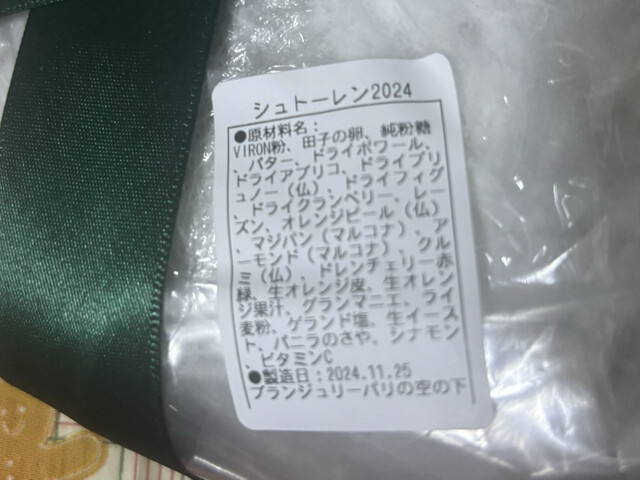 シュトーレン2024
●原材料名:
VIRON粉、田子の卵、純粉糖
、バター、ドライポワール、
ドライアプリコ、ドライプリ
ュノー(仏)、ドライフィグ
、ドライクランベリー、レー
ズン、オレンジピール(仏)
、マジパン(マルコナ)、ア
ーモンド(マルコナ)、クル
ミ(仏)、ドレンチェリー赤
緑、生オレンジ皮、生オレン
ジ果汁、グランマニエ、ライ
麦粉、ゲランド塩、生イース
ト、バニラのさや、シナモン
、ビタミンC
●製造日:2024.11.25
ブランジュリーパリの空の下